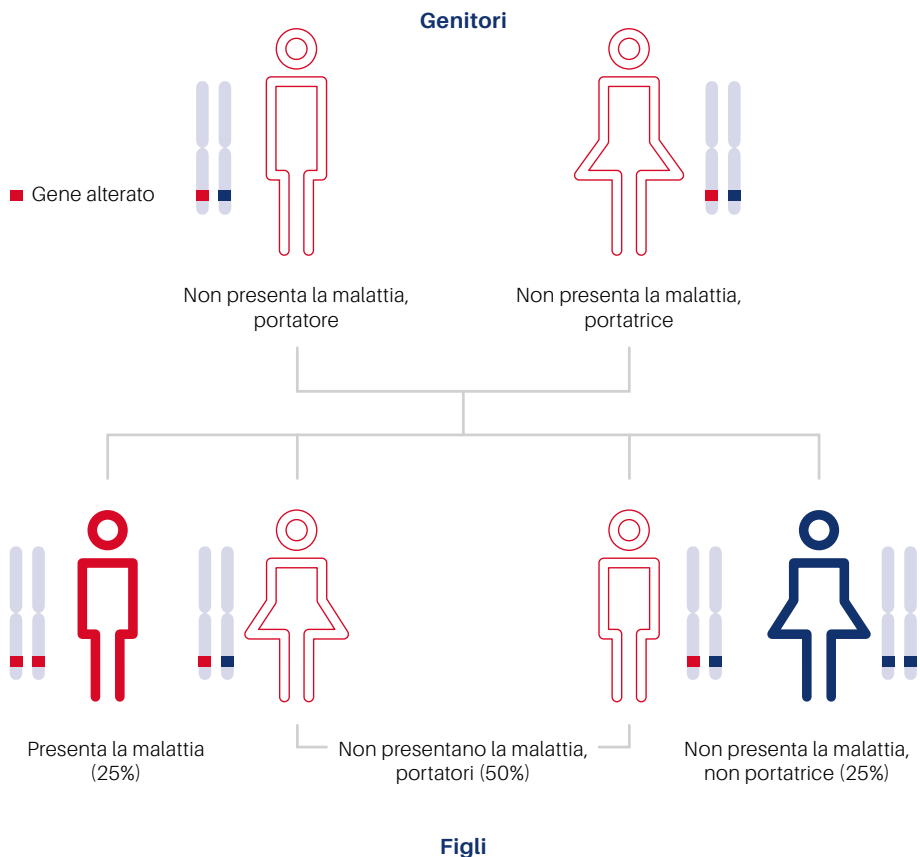 Genitori
Gene alterato
Non presenta la malattia,
portatore
Non presenta la malattia,
portatrice
Presenta la malattia
(25%)
Non presentano la malattia,
portatori (50%)
Non presenta la malattia,
non portatrice (25%)
Figli